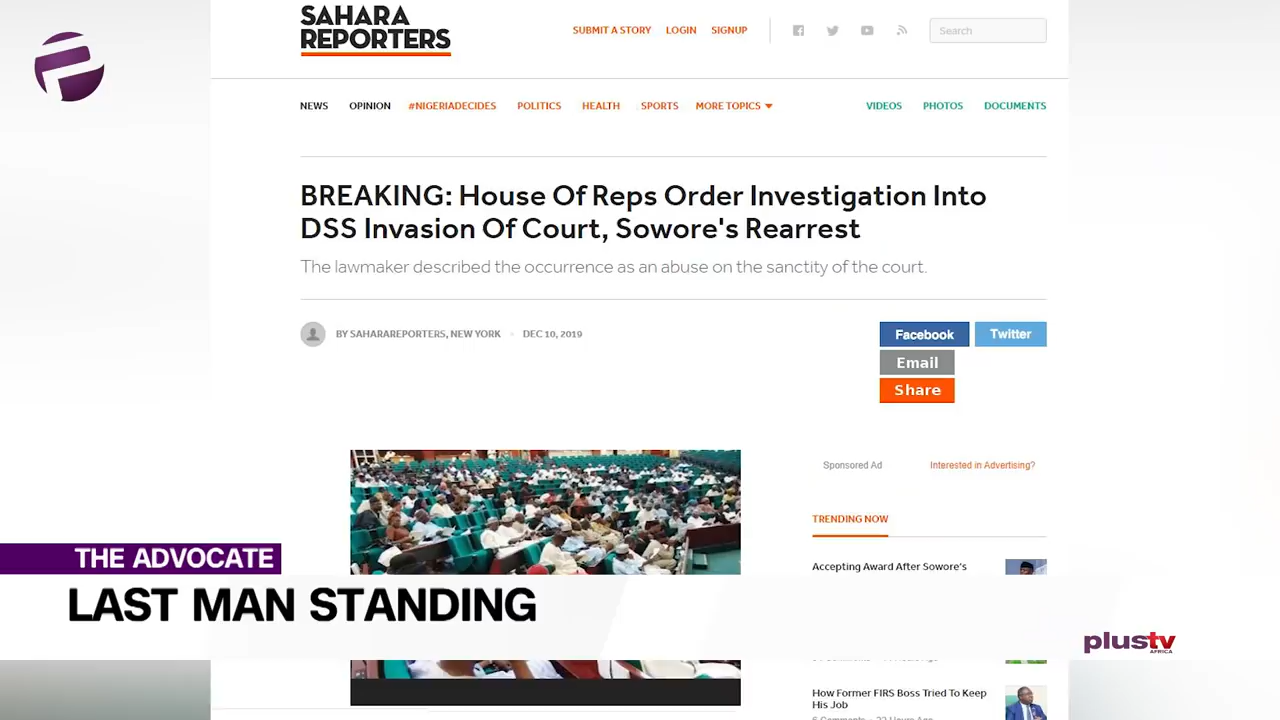 SAHARA
REPORTERS
SUBMIT A STORY LOGIN SIGNUP
Search
NEWS OPINION #NIGERIADECIDES POLITICS HEALTH SPORTS MORE TOPICS VIDEOS PHOTOS DOCUMENTS
BREAKING: House Of Reps Order Investigation Into
DSS Invasion Of Court, Sowore's Rearrest
The lawmaker described the occurrence as an abuse on the sanctity of the court.
BY SAHARAREPORTERS, NEW YORK DEC 10, 2019
Facebook Twitter
Email
Share
Sponsored Ad Interested in Advertising?
TRENDING NOW
Accepting Award After Sowore's
THE ADVOCATE
LAST MAN STANDING
plustv
AFRICA
How Former FIRS Boss Tried To Keep
His Job